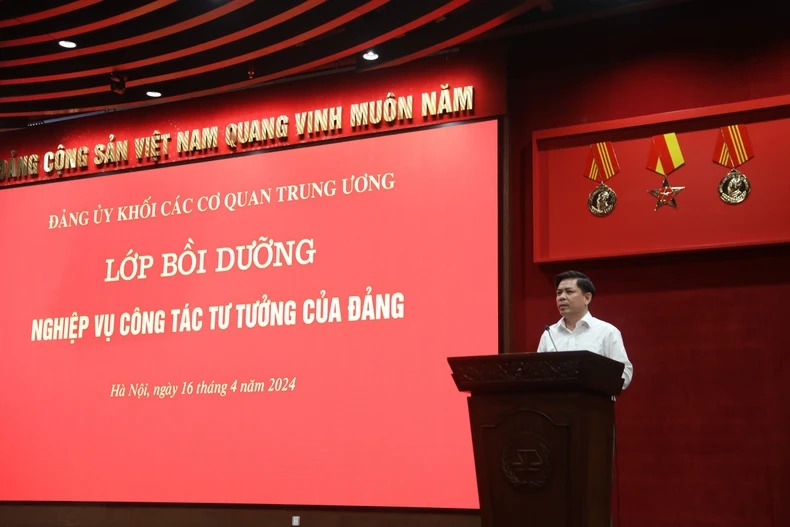 ĐẢNG CỘNG SẢN VIỆT NAM QUANG VINH MUÔN NĂM
ĐẢNG ỦY KHỐI CÁC CƠ QUAN TRUNG ƯƠNG
LỚP BỒI DƯỠNG
NGHIỆP VỤ CÔNG TÁC TƯ TƯỞNG CỦA ĐẢNG
Hà Nội, ngày 16 tháng 4 năm 2024